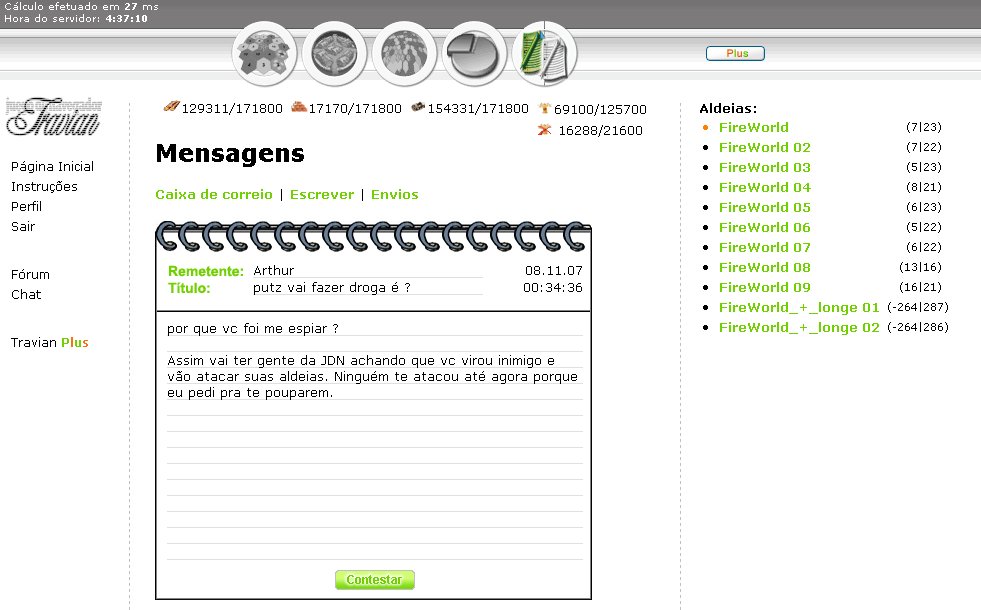 Cálculo efetuado em 27 ms
Hora do servidor: 4:37:10
Plus
Travian
129311/171800 17170/171800 154331/171800 69100/125700
16288/21600
Página Inicial
Instruções
Perfil
Sair
Fórum
Chat
Travian Plus
Mensagens
Caixa de correio | Escrever | Envios
Remetente: Arthur 08.11.07
Título: putz vai fazer droga é ? 00:34:36
por que vc foi me espiar ?
Assim vai ter gente da JDN achando que vc virou inimigo e
vão atacar suas aldeias. Ninguém te atacou até agora porque
eu pedi pra te pouparem.
Contestar
Aldeias:
FireWorld (7|23)
FireWorld 02 (7|22)
FireWorld 03 (5|23)
FireWorld 04 (8|21)
FireWorld 05 (6|23)
FireWorld 06 (5|22)
FireWorld 07 (6|22)
FireWorld 08 (13|16)
FireWorld 09 (16|21)
FireWorld_+_longe 01 (-264|287)
FireWorld_+_longe 02 (-264|286)